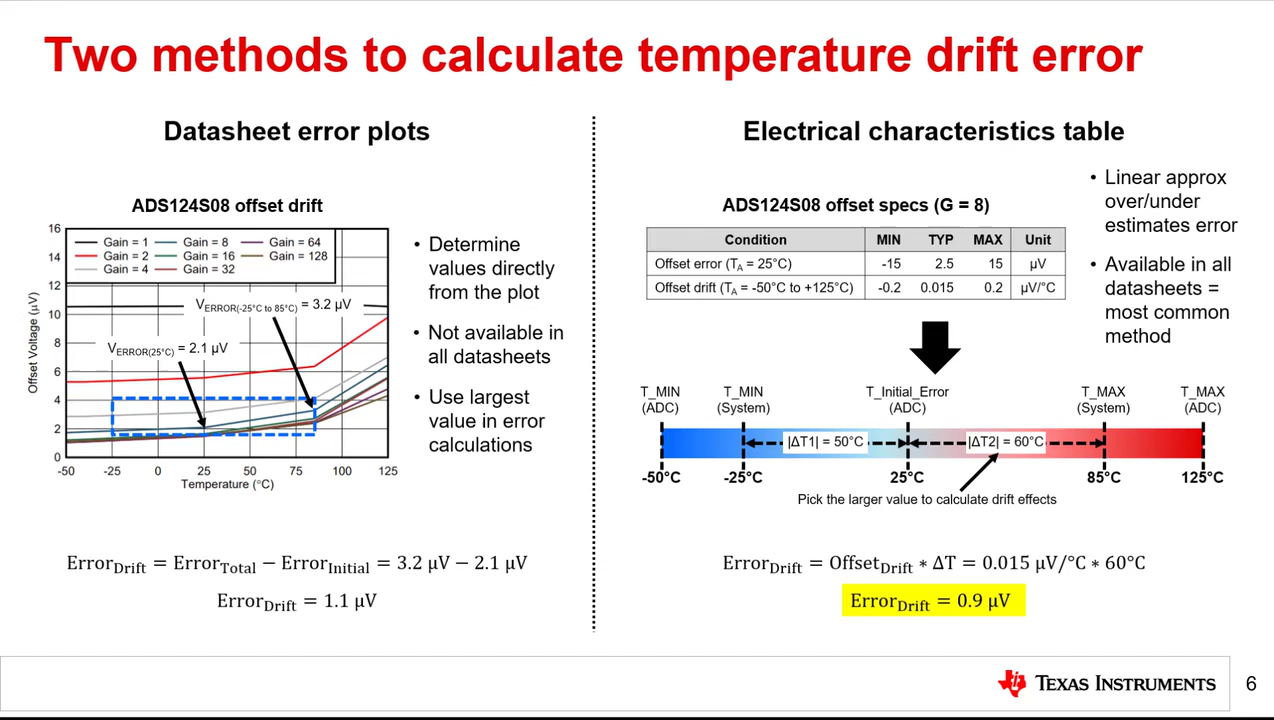 Two methods to calculate temperature drift error
Datasheet error plots
ADS124S08 offset drift
16
14
12
10
8
6
4
2
0
Offset Voltage (µV)
Gain = 1
Gain = 2
Gain = 4
Gain = 8
Gain = 16
Gain = 32
Gain = 64
Gain = 128
VERROR(-25°C to 85°C) = 3.2 µV
VERROR(25°C) = 2.1 µV
-50 -25 0 25 50 75 100 125
Temperature (°C)
• Determine
values directly
from the plot
• Not available in
all datasheets
• Use largest
value in error
calculations
ErrorDrift = ErrorTotal − ErrorInitial = 3.2 µV − 2.1 µV
ErrorDrift = 1.1 µV
Electrical characteristics table
ADS124S08 offset specs (G = 8)
Condition MIN TYP MAX Unit
Offset error (TA = 25°C) -15 2.5 15 µV
Offset drift (TA = -50°C to +125°C) -0.2 0.015 0.2 µV/°C
• Linear approx
over/under
estimates error
• Available in all
datasheets =
most common
method
T_MIN
(ADC)
T_MIN
(System)
T_Initial_Error
(ADC)
T_MAX
(System)
T_MAX
(ADC)
|ΔT1| = 50°C
|ΔT2| = 60°C
-50°C -25°C 25°C 85°C 125°C
Pick the larger value to calculate drift effects
ErrorDrift = OffsetDrift ∗ ΔT = 0.015 µV/°C ∗ 60°C
ErrorDrift = 0.9 µV
TEXAS INSTRUMENTS
6